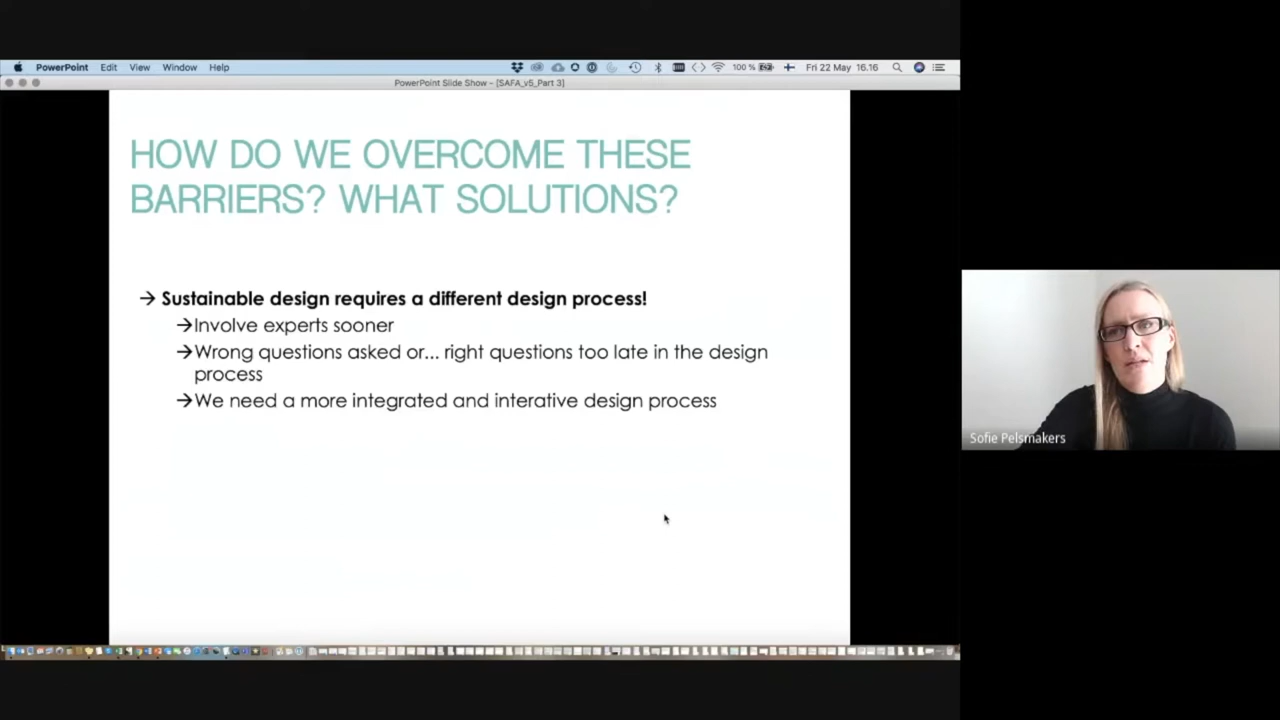 PowerPoint Edit View Window Help 100 % Fri 22 May 16.16
PowerPoint Slide Show - [SAFA_v5_Part 3]
HOW DO WE OVERCOME THESE
BARRIERS? WHAT SOLUTIONS?
→ Sustainable design requires a different design process!
→Involve experts sooner
→Wrong questions asked or... right questions too late in the design
process
→We need a more integrated and interative design process
Sofie Pelsmakers